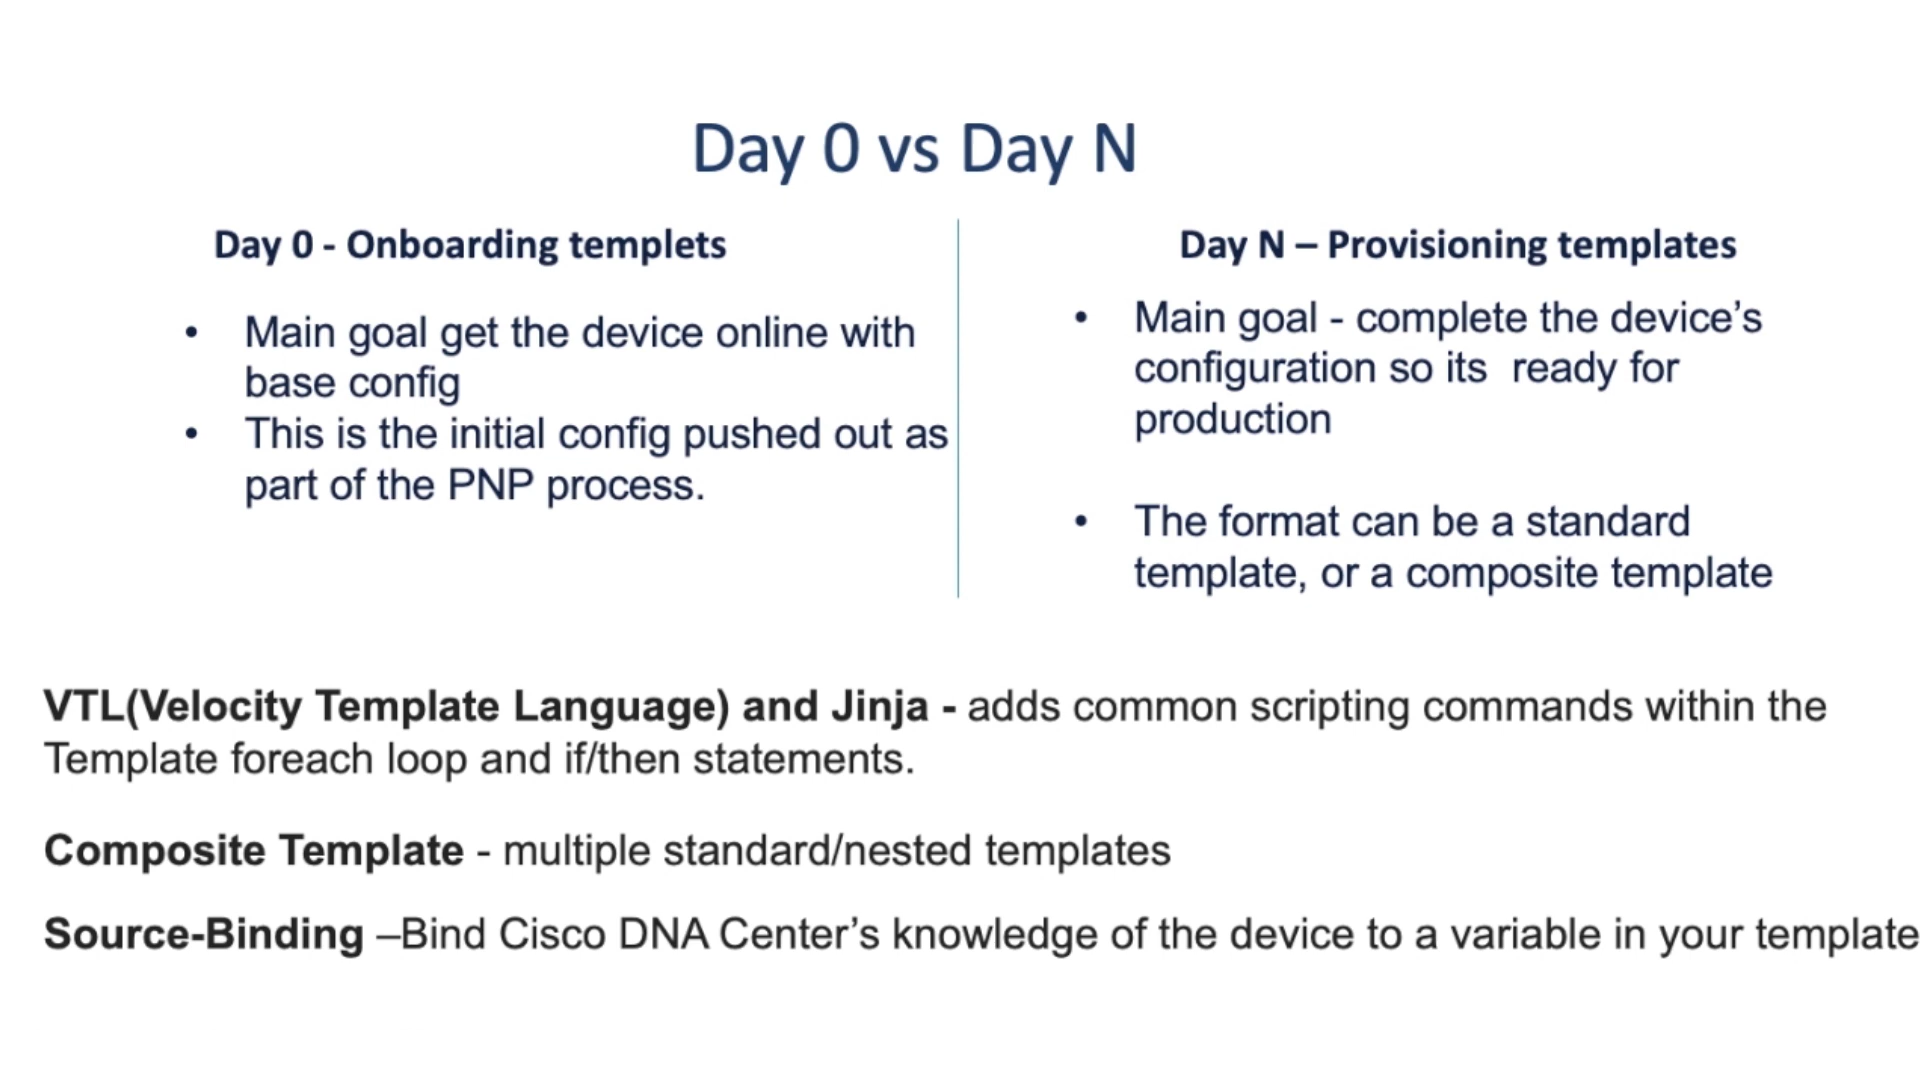 Day 0 vs Day N
Day 0 - Onboarding templets
• Main goal get the device online with
base config
• This is the initial config pushed out as
part of the PNP process.
Day N – Provisioning templates
• Main goal - complete the device’s
configuration so its  ready for
production
• The format can be a standard
template, or a composite template
VTL(Velocity Template Language) and Jinja - adds common scripting commands within the
Template foreach loop and if/then statements.
Composite Template - multiple standard/nested templates
Source-Binding –Bind Cisco DNA Center’s knowledge of the device to a variable in your template